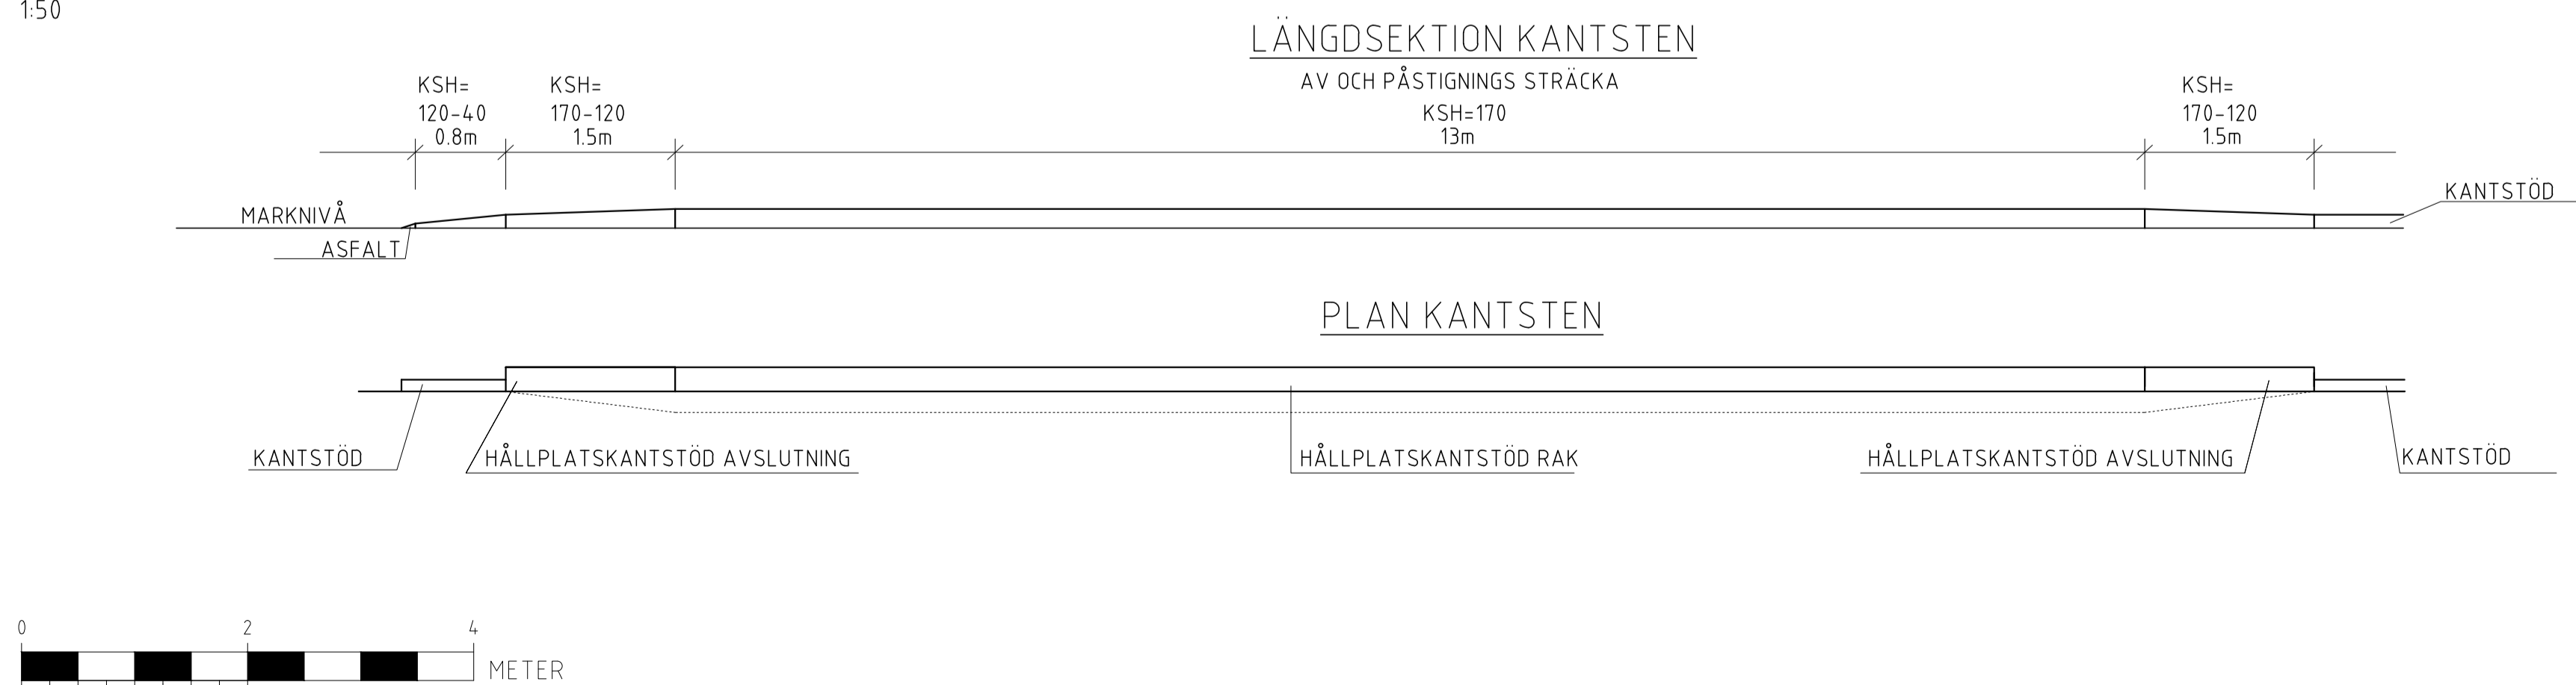 1:50
LÄNGDSEKTION KANTSTEN
AV OCH PÅSTIGNINGS STRÄCKA
KSH=170
13m
KSH=
120-40
0.8m
KSH=
170-120
1.5m
KSH=
170-120
1.5m
MARKNIVÅ
ASFALT
KANTSTÖD
PLAN KANTSTEN
KANTSTÖD
HÅLLPLATSKANTSTÖD AVSLUTNING
HÅLLPLATSKANTSTÖD RAK
HÅLLPLATSKANTSTÖD AVSLUTNING
KANTSTÖD
0 2 4
METER